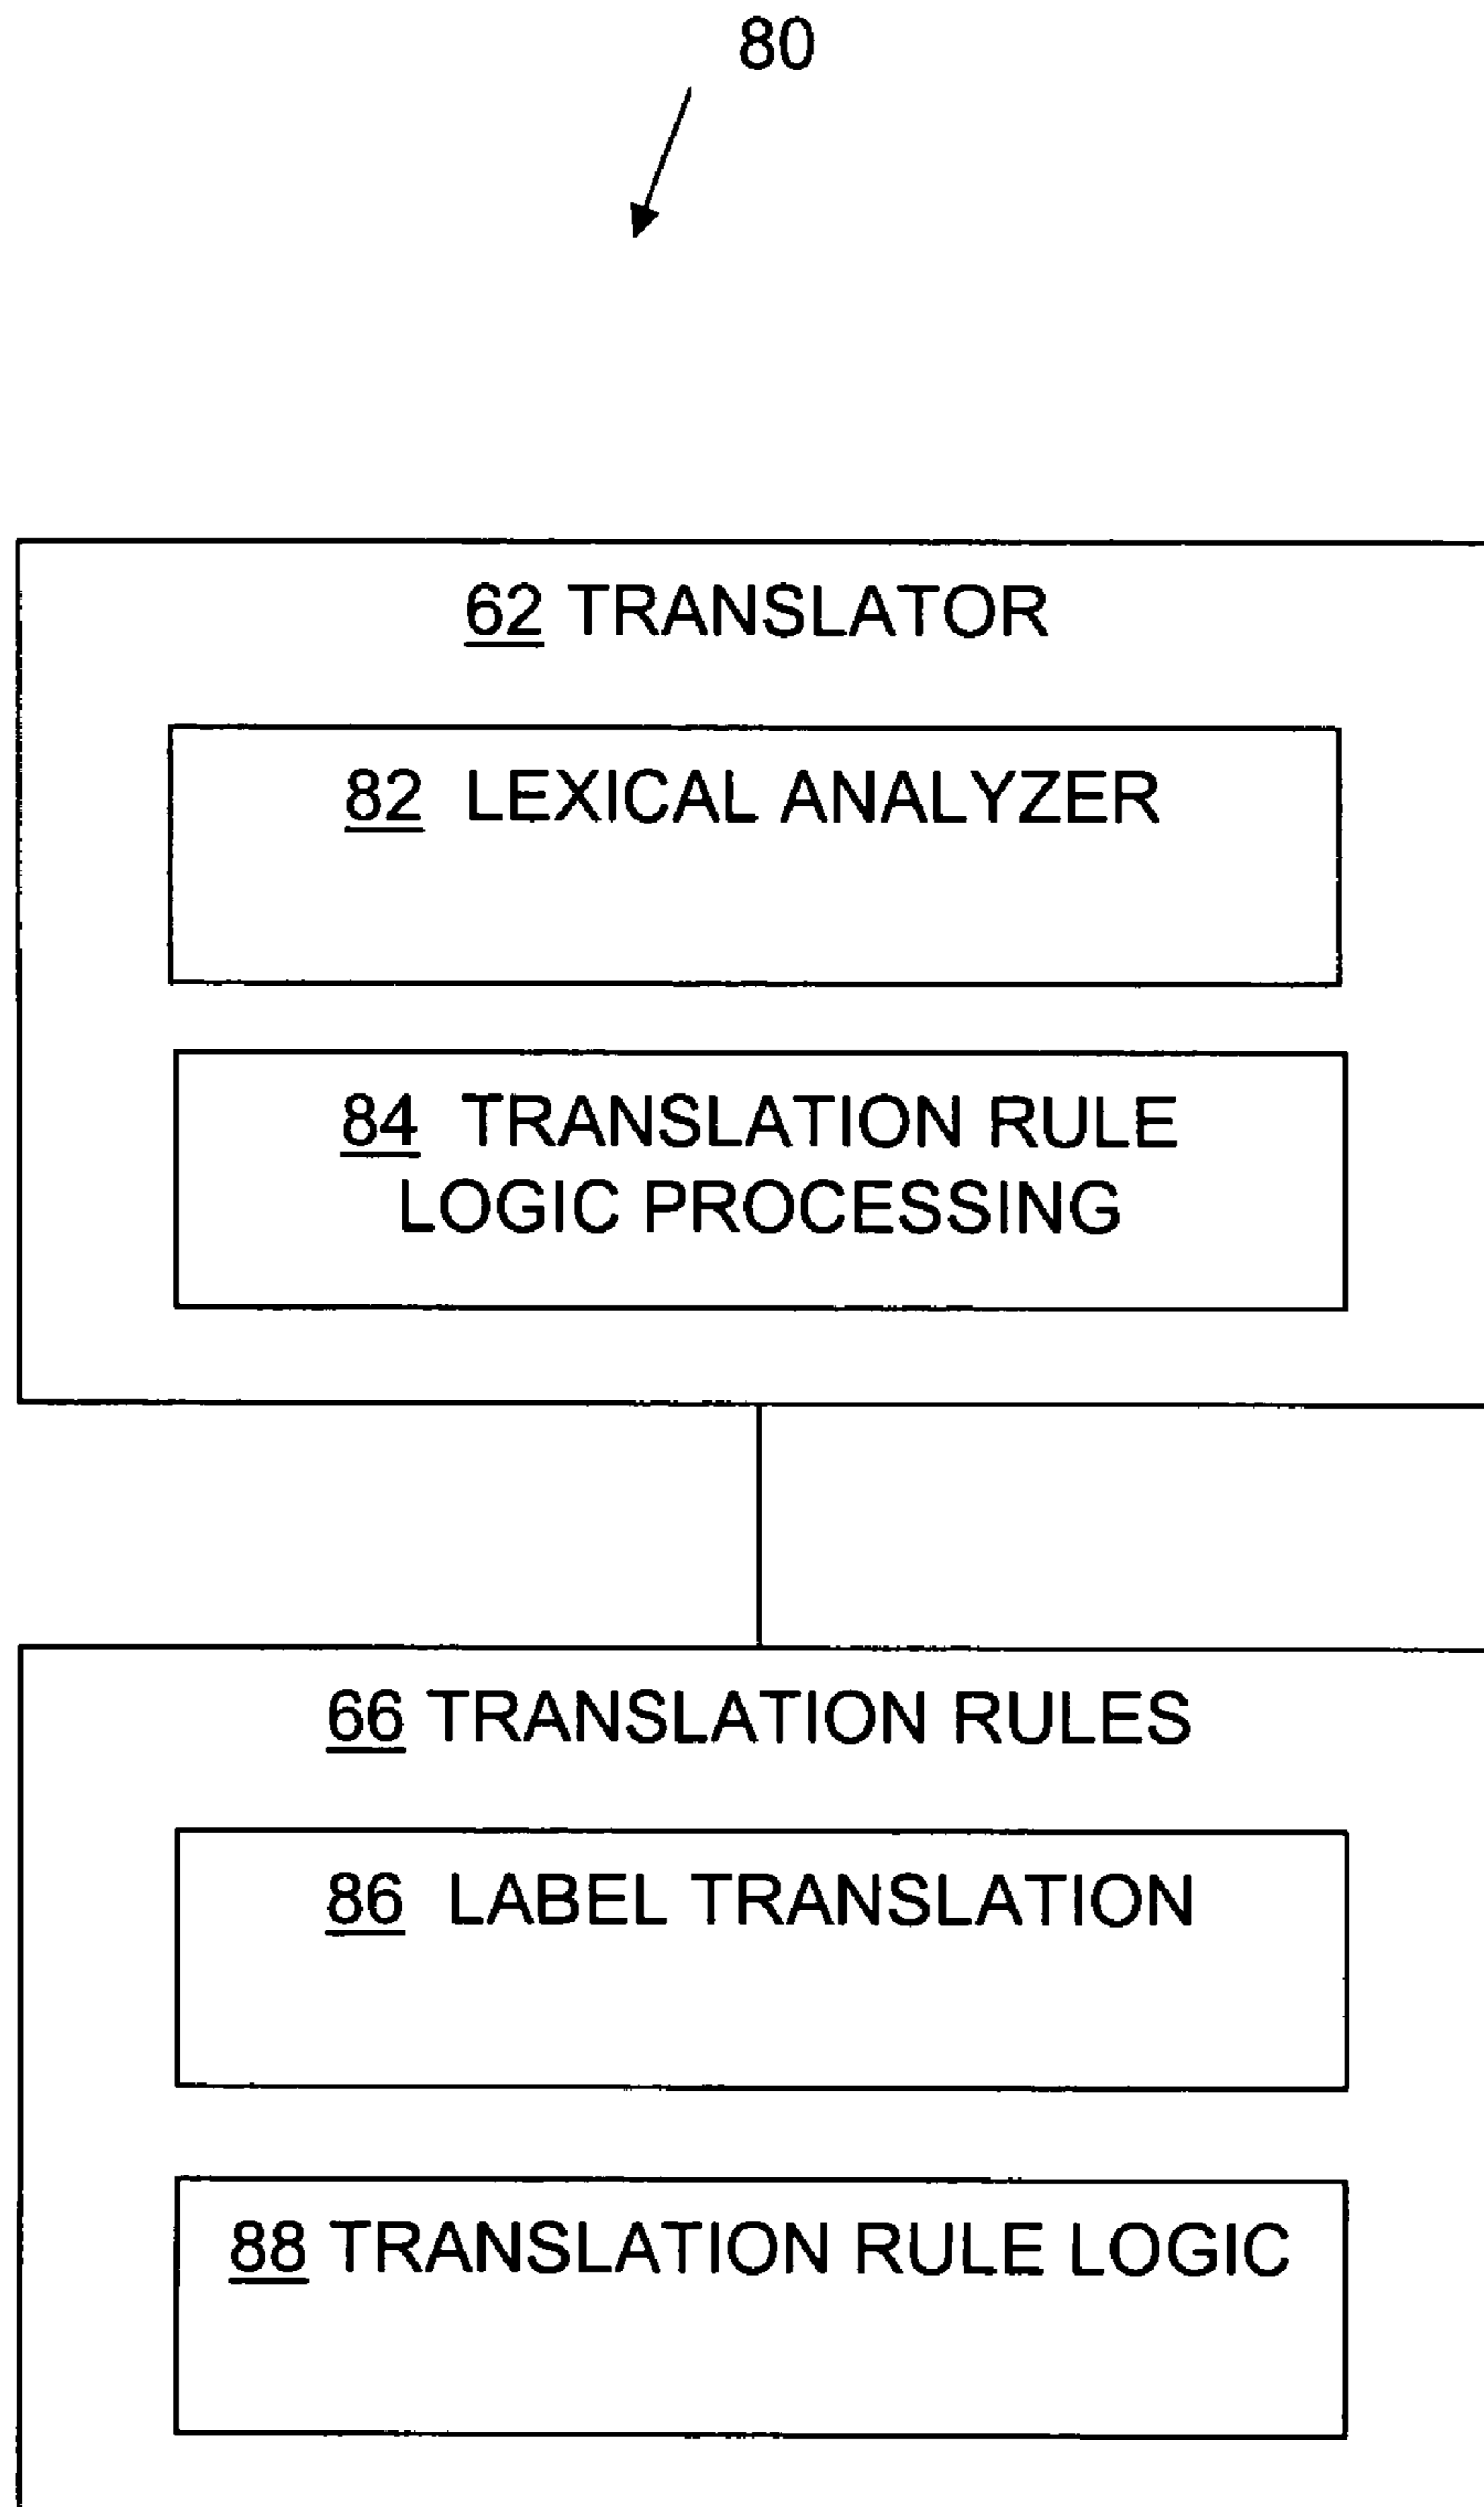 80
62 TRANSLATOR
82 LEXICAL ANALYZER
84 TRANSLATION RULE
LOGIC PROCESSING
66 TRANSLATION RULES
86 LABEL TRANSLATION
88 TRANSLATION RULE LOGIC